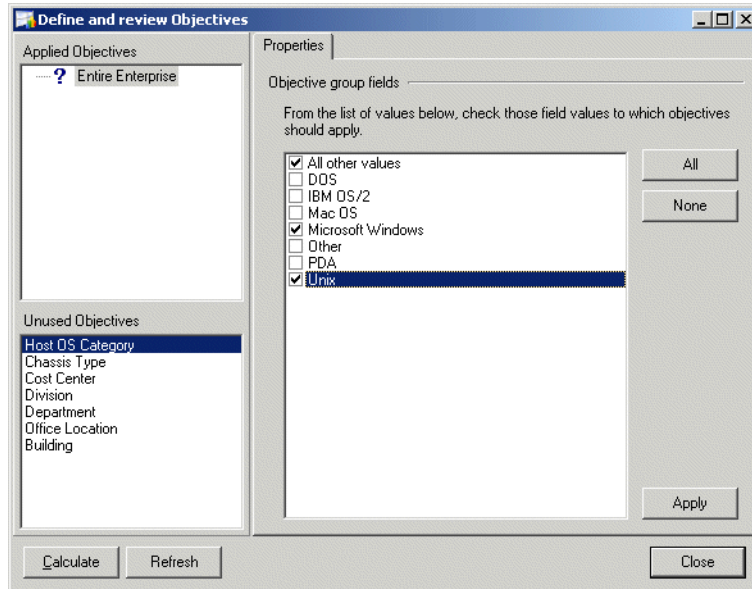 Define and review Objectives
Applied Objectives
? Entire Enterprise
Unused Objectives
Host OS Category
Chassis Type
Cost Center
Division
Department
Office Location
Building
Properties
Objective group fields
From the list of values below, check those field values to which objectives
should apply.
All other values
DOS
IBM OS/2
Mac OS
Microsoft Windows
Other
PDA
Unix
All
None
Apply
Calculate
Refresh
Close